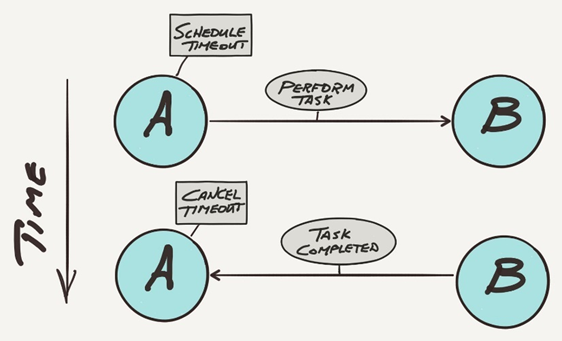 SCHEDULE
TIMEOUT
PERFORM
TASK
A
B
TIME
CANCEL
TIMEOUT
TASK
COMPLETED
A
B